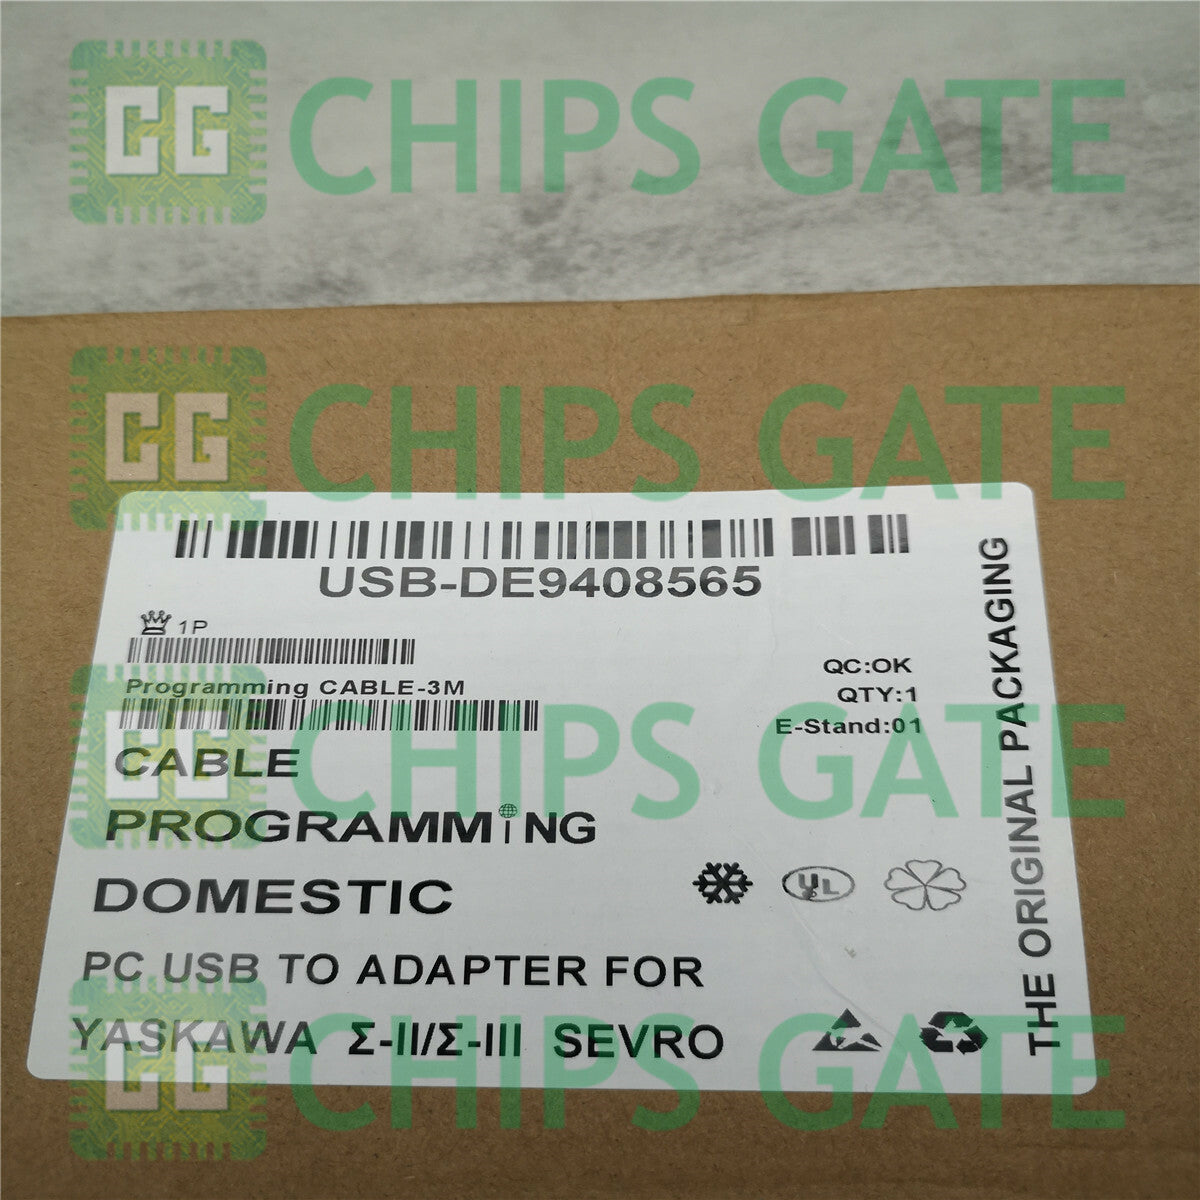 CG CHIPS GATE
CG CHIPS GATE
USB-DE9408565
1P
Programming CABLE-3M
QC:OK
QTY:1
E-Stand:01
CG CHIPS GATE
CABLE
PROGRAMMiNG
DOMESTIC
UL
PC USB TO ADAPTER FOR
YASKAWA Σ-II/Σ-III SEVRO
THE ORIGINAL PACKAGING
CG CHIPS GATE